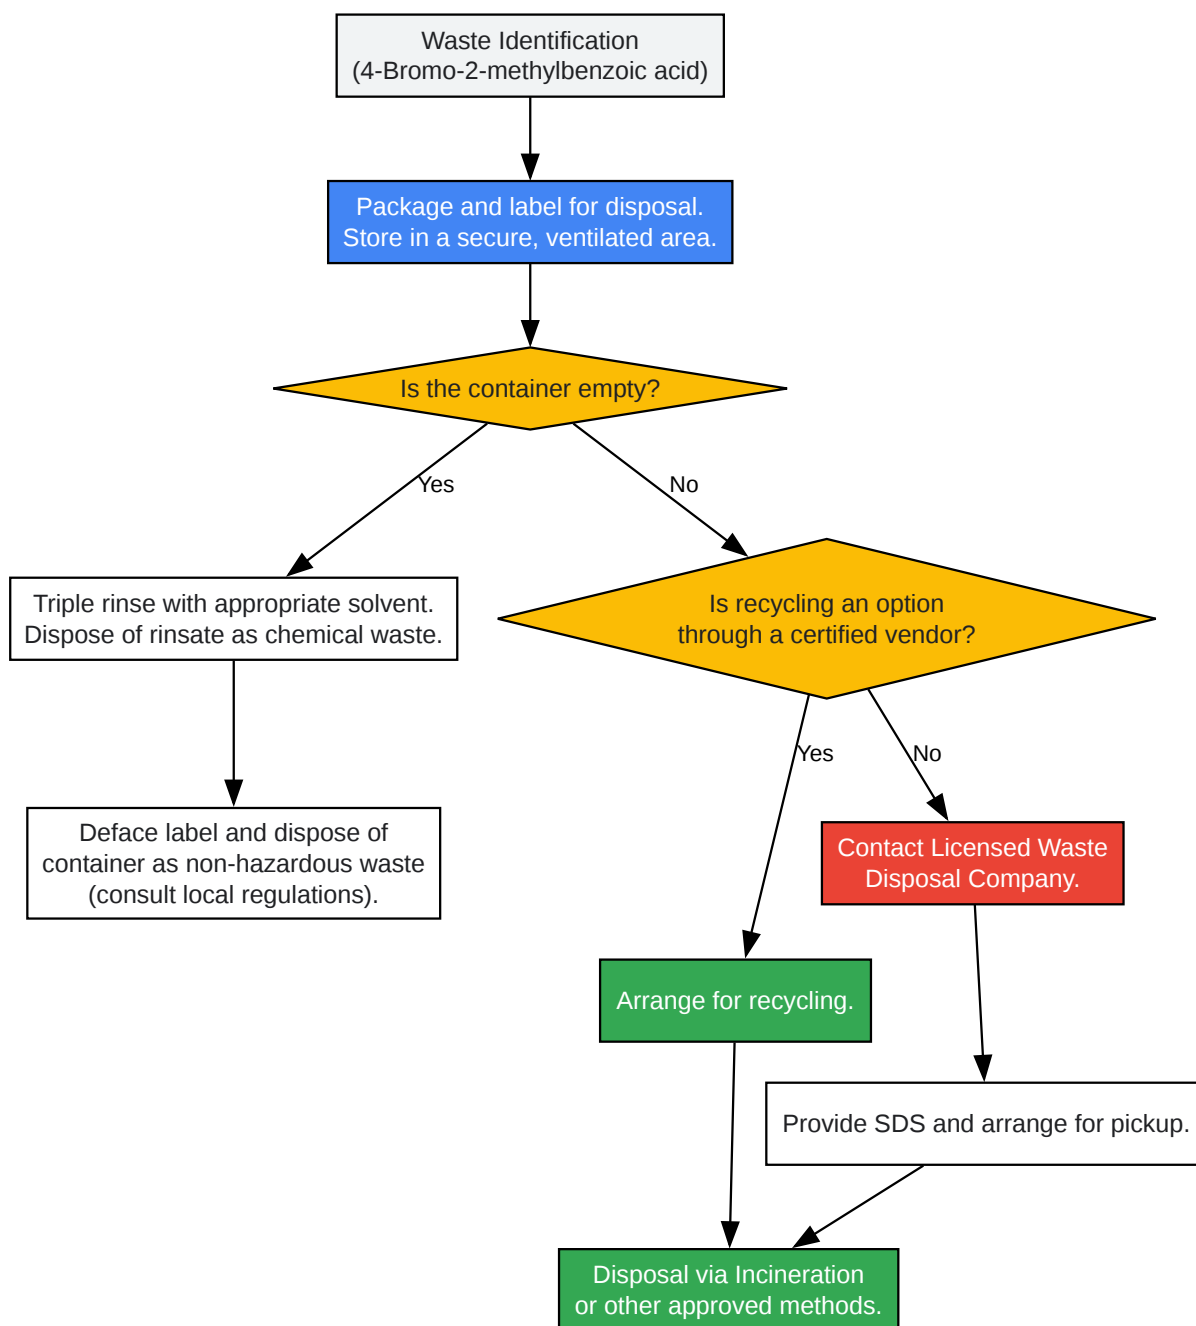 Waste Identification
(4-Bromo-2-methylbenzoic acid)
Package and label for disposal.
Store in a secure, ventilated area.
Is the container empty?
Yes
No
Triple rinse with appropriate solvent.
Dispose of rinsate as chemical waste.
Is recycling an option
through a certified vendor?
Yes
No
Deface label and dispose of
container as non-hazardous waste
(consult local regulations).
Contact Licensed Waste
Disposal Company.
Arrange for recycling.
Provide SDS and arrange for pickup.
Disposal via Incineration
or other approved methods.